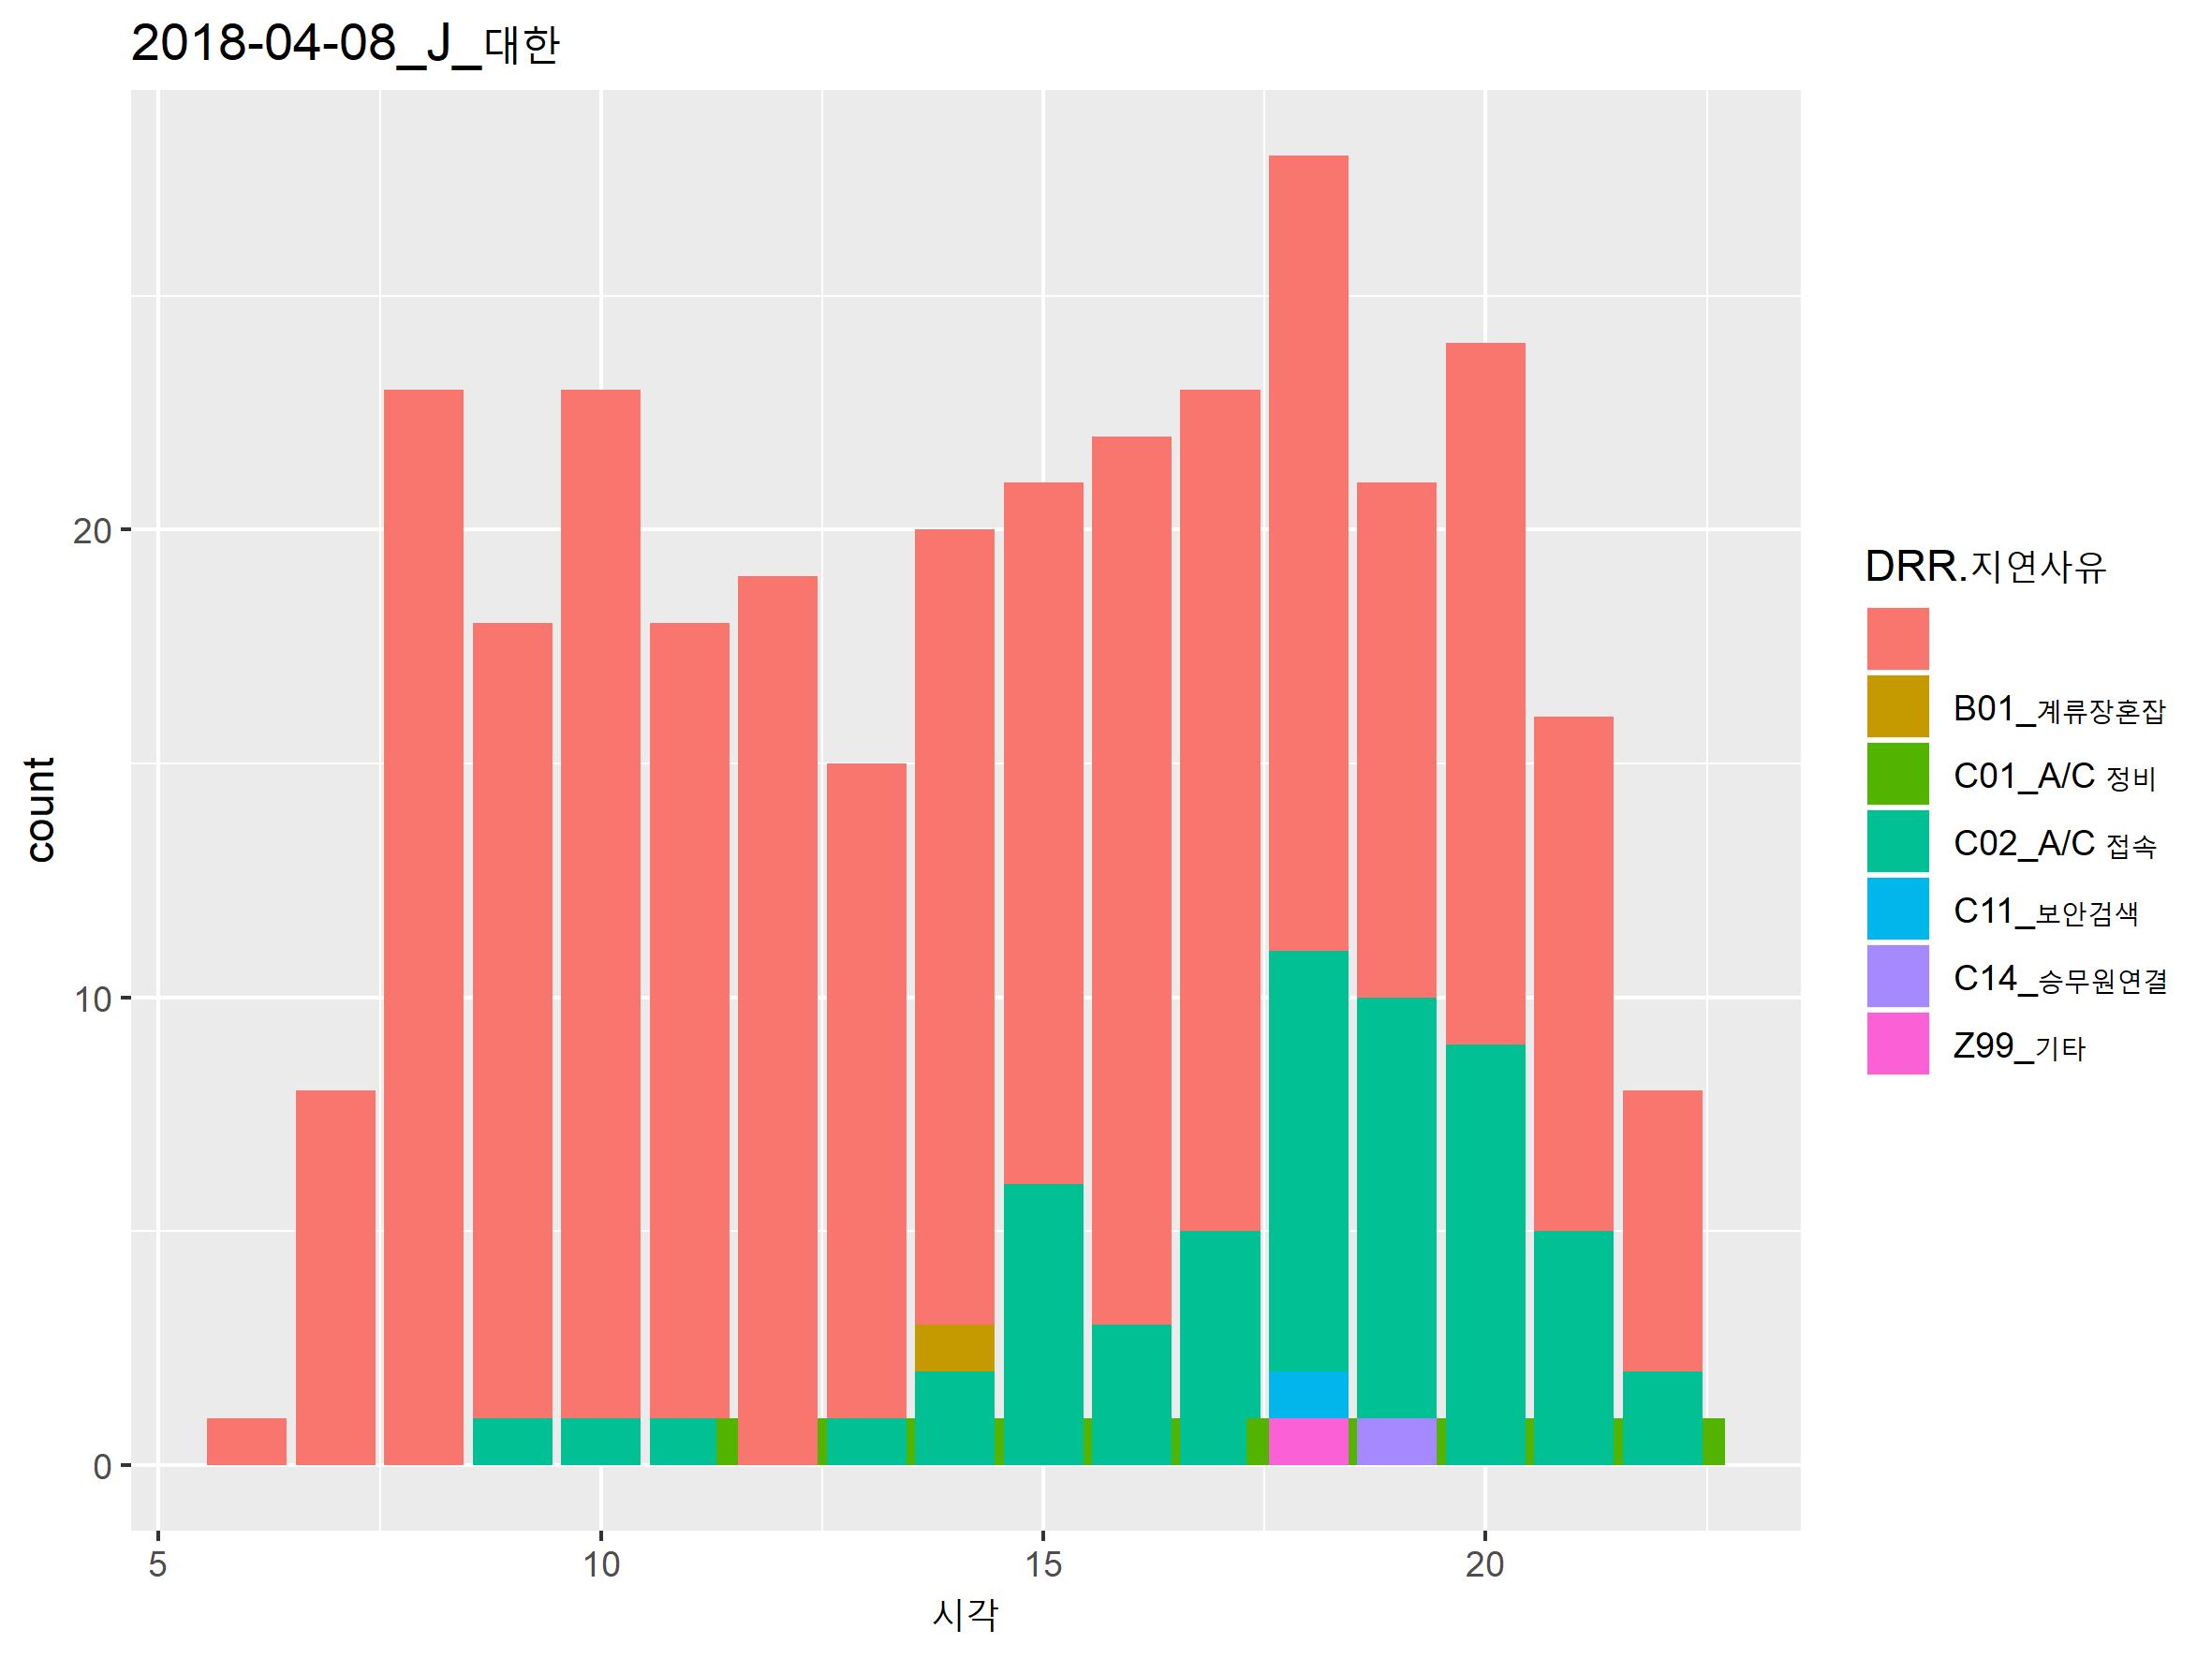 2018-04-08_J_대한
count
20
10
0
5 10 15 20
시각
DRR.지연사유
B01_계류장혼잡
C01_A/C 정비
C02_A/C 접속
C11_보안검색
C14_승무원연결
Z99_기타